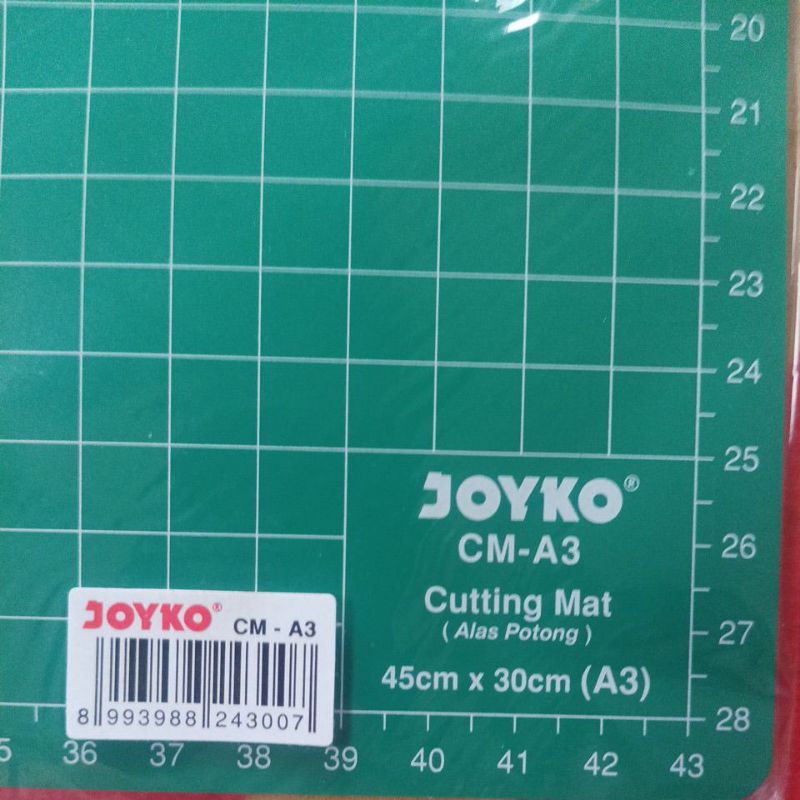 20
21
22
23
24
25
JOYKO®
CM-A3
26
Cutting Mat
(Alas Potong)
27
45cm x 30cm (A3)
28
JOYKO®
CM - A3
8 993988 243007
5 36 37 38 39 40 41 42 43